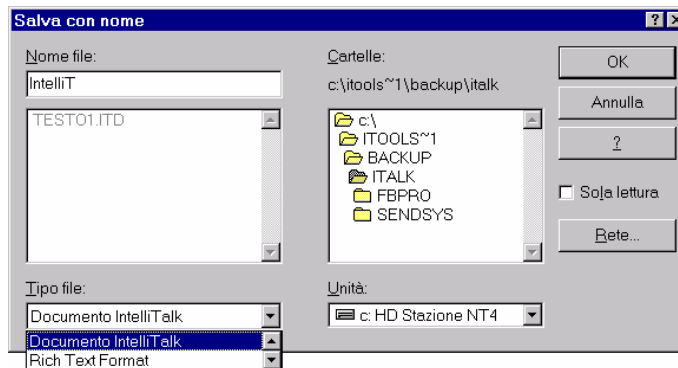 Salva con nome
Nome file:
IntelliT
TESTO1.ITD
Tipo file:
Documento IntelliTalk
Documento IntelliTalk
Rich Text Format
Cartelle:
c:\itools~1\backup\italk
c:\
ITOOLS~1
BACKUP
ITALK
FBPRO
SENDSYS
Unità:
c: HD Stazione NT4
OK
Annulla
?
Sola lettura
Rete...